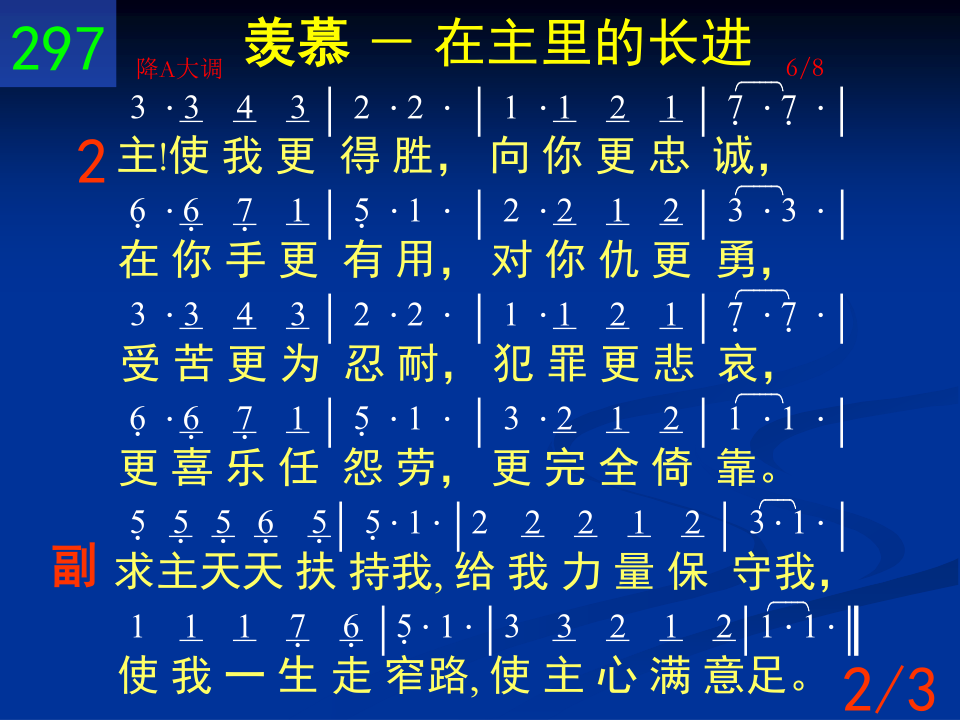 297
羡慕 － 在主里的长进
降A大调
6/8
3 · 3 4 3 | 2 · 2 · | 1 · 1 2 1 | 7 · 7 · |
2 主!使 我 更 得 胜， 向 你 更 忠 诚，
6 · 6 7 1 | 5 · 1 · | 2 · 2 1 2 | 3 · 3 · |
在 你 手 更 有 用， 对 你 仇 更 勇，
3 · 3 4 3 | 2 · 2 · | 1 · 1 2 1 | 7 · 7 · |
受 苦 更 为 忍 耐， 犯 罪 更 悲 哀，
6 · 6 7 1 | 5 · 1 · | 3 · 2 1 2 | 1 · 1 · |
更 喜 乐 任 怨 劳， 更 完 全 倚 靠。
5 5 5 6 5 | 5 · 1 · | 2 2 2 1 2 | 3 · 1 · |
副 求主天天 扶 持我, 给 我 力 量 保 守我，
1 1 1 7 6 | 5 · 1 · | 3 3 2 1 2 | 1 · 1 · ||
使 我 一 生 走 窄路, 使 主 心 满 意足。
2/3